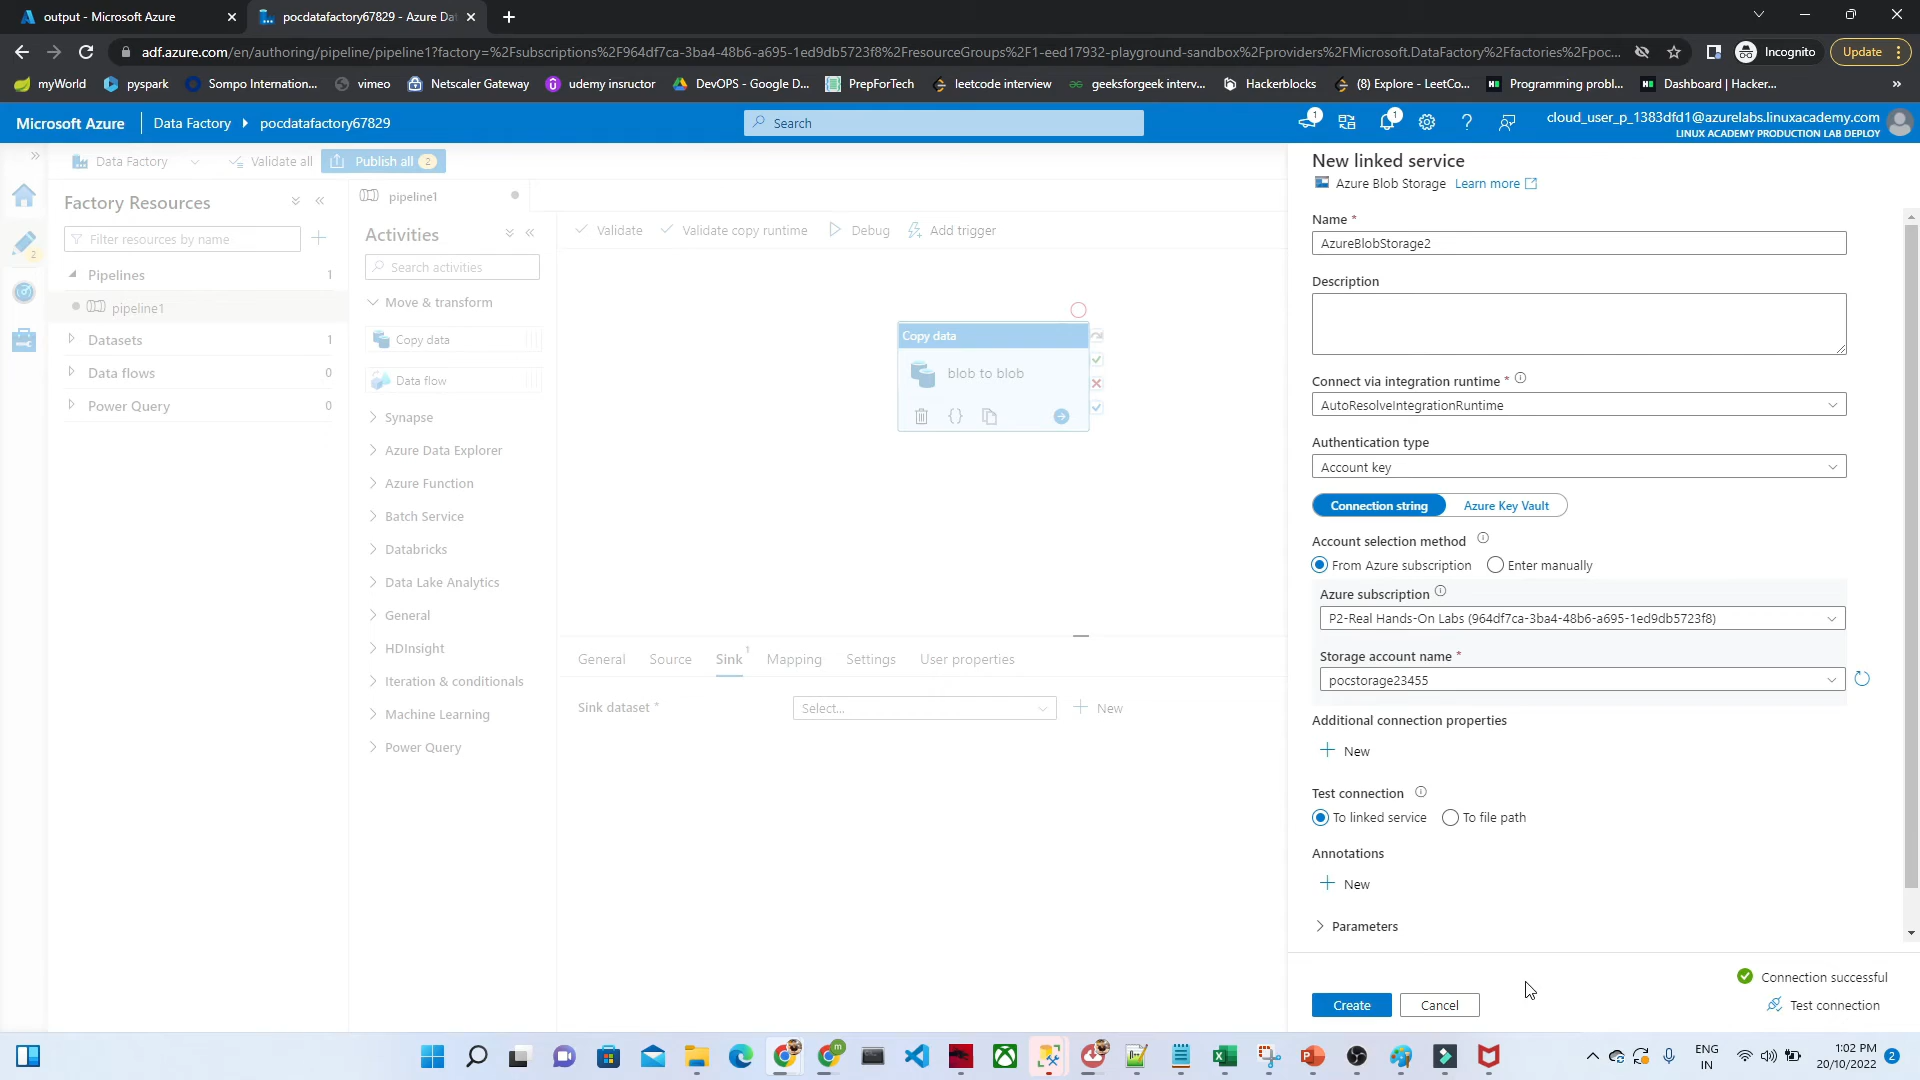 output - Microsoft Azure
pocdatafactory67829 - Azure Dat
adf.azure.com/en/authoring/pipeline/pipeline1?factory=%2Fsubscriptions%2F964df7ca-3ba4-48b6-a695-1ed9db5723f8%2FresourceGroups%2F1-eed17932-playground-sandbox%2Fproviders%2FMicrosoft.DataFactory%2Ffactories%2Fpoc...
Incognito
Update
myWorld
pyspark
Sompo Internation...
vimeo
Netscaler Gateway
udemy insructor
DevOPS - Google D...
PrepForTech
leetcode interview
geeksforgeek interv...
Hackerblocks
(8) Explore - LeetCo...
Programming probl...
Dashboard | Hacker...
»
Microsoft Azure
Data Factory
pocdatafactory67829
Search
1
1
cloud_user_p_1383dfd1@azurelabs.linuxacademy.com
LINUX ACADEMY PRODUCTION LAB DEPLOY
Data Factory
Validate all
Publish all 2
2
Factory Resources
Filter resources by name
Pipelines 1
pipeline1
Datasets 1
Data flows 0
Power Query 0
pipeline1
Activities
Search activities
Move & transform
Copy data
Data flow
Synapse
Azure Data Explorer
Azure Function
Batch Service
Databricks
Data Lake Analytics
General
HDInsight
Iteration & conditionals
Machine Learning
Power Query
Validate
Validate copy runtime
Debug
Add trigger
Copy data
blob to blob
{}
General
Source
Sink 1
Mapping
Settings
User properties
Sink dataset *
Select...
New
New linked service
Azure Blob Storage Learn more
Name *
AzureBlobStorage2
Description
Connect via integration runtime *
AutoResolveIntegrationRuntime
Authentication type
Account key
Connection string Azure Key Vault
Account selection method
From Azure subscription Enter manually
Azure subscription
P2-Real Hands-On Labs (964df7ca-3ba4-48b6-a695-1ed9db5723f8)
Storage account name *
pocstorage23455
Additional connection properties
New
Test connection
To linked service To file path
Annotations
New
Parameters
Connection successful
Create Cancel Test connection
ENG
IN
1:02 PM
20/10/2022
2